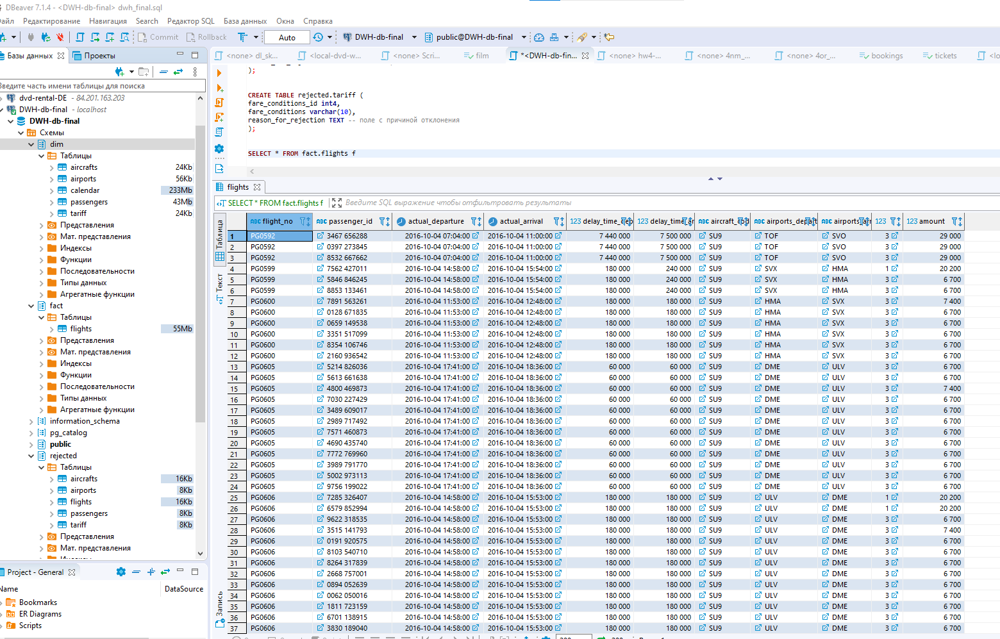 DBeaver 7.1.4 - <DWH-db-final> dwh_final.sql
айл Редактирование Навигация Search Редактор SQL База данных Окна Справка
Commit Rollback Auto DWH-db-final public@DWH-db-final
Базы данных Проекты
<none> dl_sk... <local-dvd-w... <none> Scri... film *<DWH-db-fin... <none> hw4-... <none> 4nm_... <none> 4or_... bookings tickets <lo
Введите часть имени таблицы для поиска
dvd-rental-DE - 84.201.163.203
DWH-db-final - localhost
DWH-db-final
Схемы
dim
Таблицы
aircrafts 24Kb
airports 56Kb
calendar 233Mb
passengers 43Mb
tariff 24Kb
Представления
Мат. представления
Индексы
Функции
Последовательности
Типы данных
Агрегатные функции
fact
Таблицы
flights 55Mb
Представления
Мат. представления
Индексы
Функции
Последовательности
Типы данных
Агрегатные функции
information_schema
pg_catalog
public
rejected
Таблицы
aircrafts 16Kb
airports 8Kb
flights 16Kb
passengers 8Kb
tariff 8Kb
Представления
Мат. представления
Project - General
Name DataSource
Bookmarks
ER Diagrams
Scripts
);
CREATE TABLE rejected.tariff (
fare_conditions_id int4,
fare_conditions varchar(10),
reason_for_rejection TEXT -- поле с причиной отклонения
);
SELECT * FROM fact.flights f
flights
SELECT * FROM fact.flights f Введите SQL выражение чтобы отфильтровать результаты
Таблица
Текст
Запись
flight_no passenger_id actual_departure actual_arrival 123 123 aircraft_ 123 123 amount
1 PG0592 3467 656288 2016-10-04 07:04:00 2016-10-04 11:00:00 7 440 000 7 500 000 SU9 TOF SVO 3 29 000
2 PG0592 0397 273845 2016-10-04 07:04:00 2016-10-04 11:00:00 7 440 000 7 500 000 SU9 TOF SVO 3 29 000
3 PG0592 8532 667662 2016-10-04 07:04:00 2016-10-04 11:00:00 7 440 000 7 500 000 SU9 TOF SVO 3 29 000
4 PG0599 7562 427011 2016-10-04 14:58:00 2016-10-04 15:54:00 180 000 240 000 SU9 SVX HMA 1 20 200
5 PG0599 5846 846245 2016-10-04 14:58:00 2016-10-04 15:54:00 180 000 240 000 SU9 SVX HMA 3 6 700
6 PG0599 8853 133461 2016-10-04 14:58:00 2016-10-04 15:54:00 180 000 240 000 SU9 SVX HMA 3 6 700
7 PG0600 7891 563261 2016-10-04 11:53:00 2016-10-04 12:48:00 180 000 180 000 SU9 HMA SVX 3 7 400
8 PG0600 0128 671835 2016-10-04 11:53:00 2016-10-04 12:48:00 180 000 180 000 SU9 HMA SVX 3 6 700
9 PG0600 0659 149538 2016-10-04 11:53:00 2016-10-04 12:48:00 180 000 180 000 SU9 HMA SVX 3 6 700
10 PG0600 3351 517099 2016-10-04 11:53:00 2016-10-04 12:48:00 180 000 180 000 SU9 HMA SVX 3 6 700
11 PG0600 8354 106746 2016-10-04 11:53:00 2016-10-04 12:48:00 180 000 180 000 SU9 HMA SVX 3 6 700
12 PG0600 2160 936542 2016-10-04 11:53:00 2016-10-04 12:48:00 180 000 180 000 SU9 HMA SVX 3 6 700
13 PG0605 5214 826036 2016-10-04 17:41:00 2016-10-04 18:36:00 60 000 60 000 SU9 DME ULV 3 6 700
14 PG0605 5613 661638 2016-10-04 17:41:00 2016-10-04 18:36:00 60 000 60 000 SU9 DME ULV 3 6 700
15 PG0605 4800 469873 2016-10-04 17:41:00 2016-10-04 18:36:00 60 000 60 000 SU9 DME ULV 3 7 400
16 PG0605 7030 227429 2016-10-04 17:41:00 2016-10-04 18:36:00 60 000 60 000 SU9 DME ULV 3 6 700
17 PG0605 3489 609017 2016-10-04 17:41:00 2016-10-04 18:36:00 60 000 60 000 SU9 DME ULV 3 6 700
18 PG0605 2989 717492 2016-10-04 17:41:00 2016-10-04 18:36:00 60 000 60 000 SU9 DME ULV 3 6 700
19 PG0605 7571 460873 2016-10-04 17:41:00 2016-10-04 18:36:00 60 000 60 000 SU9 DME ULV 3 6 700
20 PG0605 4690 435740 2016-10-04 17:41:00 2016-10-04 18:36:00 60 000 60 000 SU9 DME ULV 3 6 700
21 PG0605 7772 769960 2016-10-04 17:41:00 2016-10-04 18:36:00 60 000 60 000 SU9 DME ULV 3 6 700
22 PG0605 3989 791770 2016-10-04 17:41:00 2016-10-04 18:36:00 60 000 60 000 SU9 DME ULV 3 6 700
23 PG0605 5002 973113 2016-10-04 17:41:00 2016-10-04 18:36:00 60 000 60 000 SU9 DME ULV 3 6 700
24 PG0605 9756 199022 2016-10-04 17:41:00 2016-10-04 18:36:00 60 000 60 000 SU9 DME ULV 3 6 700
25 PG0606 7285 326407 2016-10-04 14:58:00 2016-10-04 15:53:00 180 000 180 000 SU9 ULV DME 1 20 200
26 PG0606 6579 852994 2016-10-04 14:58:00 2016-10-04 15:53:00 180 000 180 000 SU9 ULV DME 1 20 200
27 PG0606 9622 318535 2016-10-04 14:58:00 2016-10-04 15:53:00 180 000 180 000 SU9 ULV DME 3 6 700
28 PG0606 3515 141793 2016-10-04 14:58:00 2016-10-04 15:53:00 180 000 180 000 SU9 ULV DME 3 7 400
29 PG0606 0191 920575 2016-10-04 14:58:00 2016-10-04 15:53:00 180 000 180 000 SU9 ULV DME 3 6 700
30 PG0606 8103 540710 2016-10-04 14:58:00 2016-10-04 15:53:00 180 000 180 000 SU9 ULV DME 3 6 700
31 PG0606 8264 317839 2016-10-04 14:58:00 2016-10-04 15:53:00 180 000 180 000 SU9 ULV DME 3 6 700
32 PG0606 2668 757001 2016-10-04 14:58:00 2016-10-04 15:53:00 180 000 180 000 SU9 ULV DME 3 6 700
33 PG0606 0894 052639 2016-10-04 14:58:00 2016-10-04 15:53:00 180 000 180 000 SU9 ULV DME 3 6 700
34 PG0606 0062 050016 2016-10-04 14:58:00 2016-10-04 15:53:00 180 000 180 000 SU9 ULV DME 3 6 700
35 PG0606 1811 723159 2016-10-04 14:58:00 2016-10-04 15:53:00 180 000 180 000 SU9 ULV DME 3 6 700
36 PG0606 6701 138915 2016-10-04 14:58:00 2016-10-04 15:53:00 180 000 180 000 SU9 ULV DME 3 6 700
37 PG0606 3830 189040 2016-10-04 14:58:00 2016-10-04 15:53:00 180 000 180 000 SU9 ULV DME 3 6 700